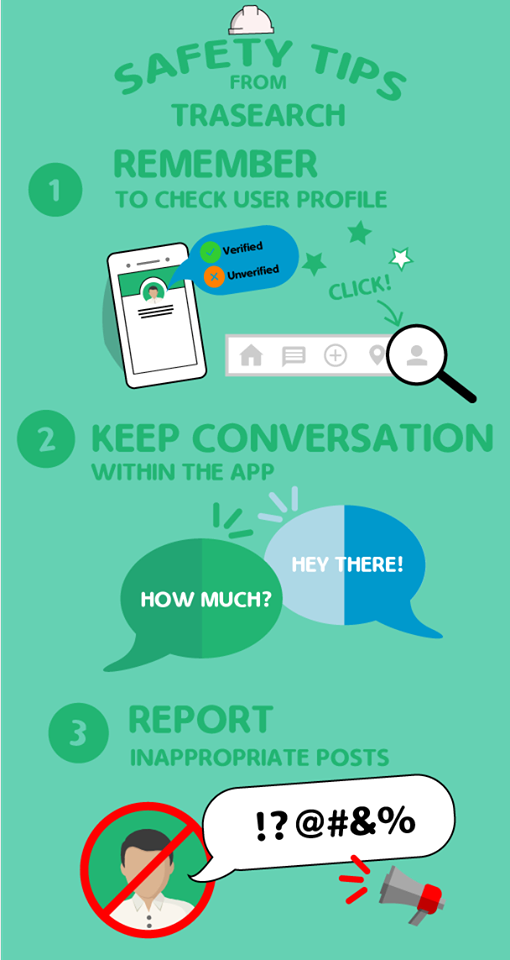 SAFETY TIPS
FROM
TRASEARCH
1
REMEMBER
TO CHECK USER PROFILE
Verified
Unverified
CLICK!
2
KEEP CONVERSATION
WITHIN THE APP
HEY THERE!
HOW MUCH?
3
REPORT
INAPPROPRIATE POSTS
!?@#&%